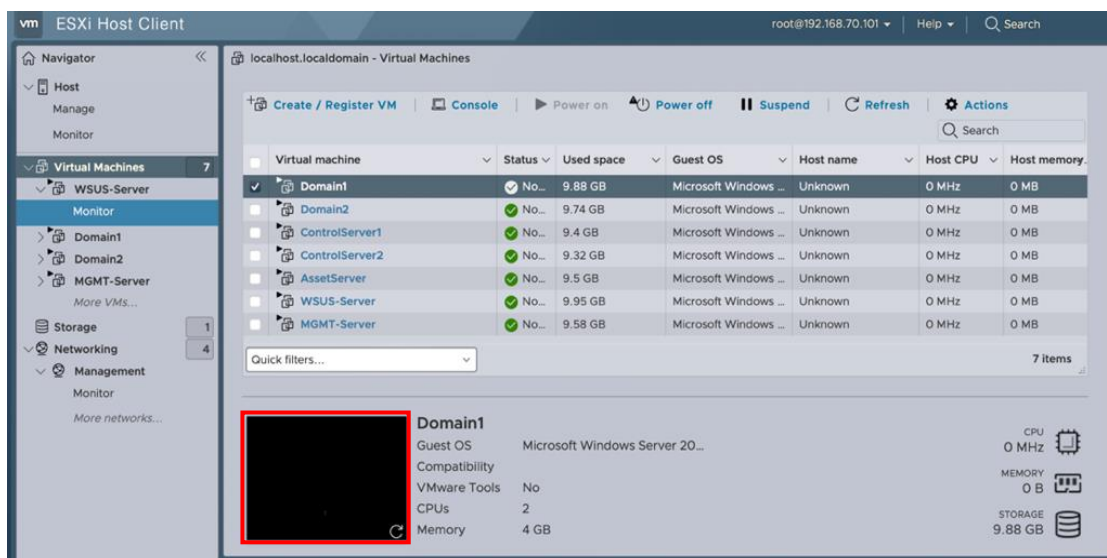 vm ESXi Host Client root@192.168.70.101 Help Search
Navigator
Host
Manage
Monitor
Virtual Machines 7
WSUS-Server
Monitor
Domain1
Domain2
MGMT-Server
More VMs...
Storage 1
Networking 4
Management
Monitor
More networks...
localhost.localdomain - Virtual Machines
Create / Register VM Console Power on Power off Suspend Refresh Actions
Search
Virtual machine Status Used space Guest OS Host name Host CPU Host memory
Domain1 No... 9.88 GB Microsoft Windows ... Unknown 0 MHz 0 MB
Domain2 No... 9.74 GB Microsoft Windows ... Unknown 0 MHz 0 MB
ControlServer1 No... 9.4 GB Microsoft Windows ... Unknown 0 MHz 0 MB
ControlServer2 No... 9.32 GB Microsoft Windows ... Unknown 0 MHz 0 MB
AssetServer No... 9.5 GB Microsoft Windows ... Unknown 0 MHz 0 MB
WSUS-Server No... 9.95 GB Microsoft Windows ... Unknown 0 MHz 0 MB
MGMT-Server No... 9.58 GB Microsoft Windows ... Unknown 0 MHz 0 MB
Quick filters... 7 items
Domain1
Guest OS Microsoft Windows Server 20...
Compatibility
VMware Tools No
CPUs 2
Memory 4 GB
CPU
0 MHz
MEMORY
0 B
STORAGE
9.88 GB